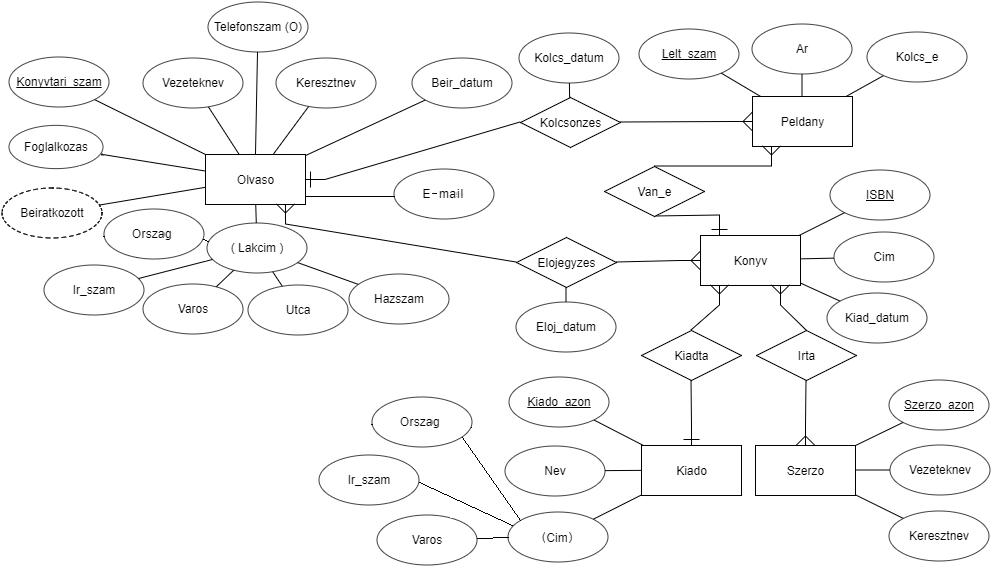 Telefonszam (O)
Kolcs_datum
Lelt_szam
Ar
Kolcs_e
Konyvtari_szam
Vezeteknev
Keresztnev
Beir_datum
Kolcsonzes
Peldany
Foglalkozas
Olvaso
E-mail
Van_e
ISBN
Beiratkozott
Orszag
( Lakcim )
Elojegyzes
Konyv
Cim
Ir_szam
Varos
Utca
Hazszam
Eloj_datum
Kiad_datum
Kiadta
Irta
Orszag
Kiado_azon
Szerzo_azon
Ir_szam
Nev
Kiado
Szerzo
Vezeteknev
Varos
(Cim)
Keresztnev